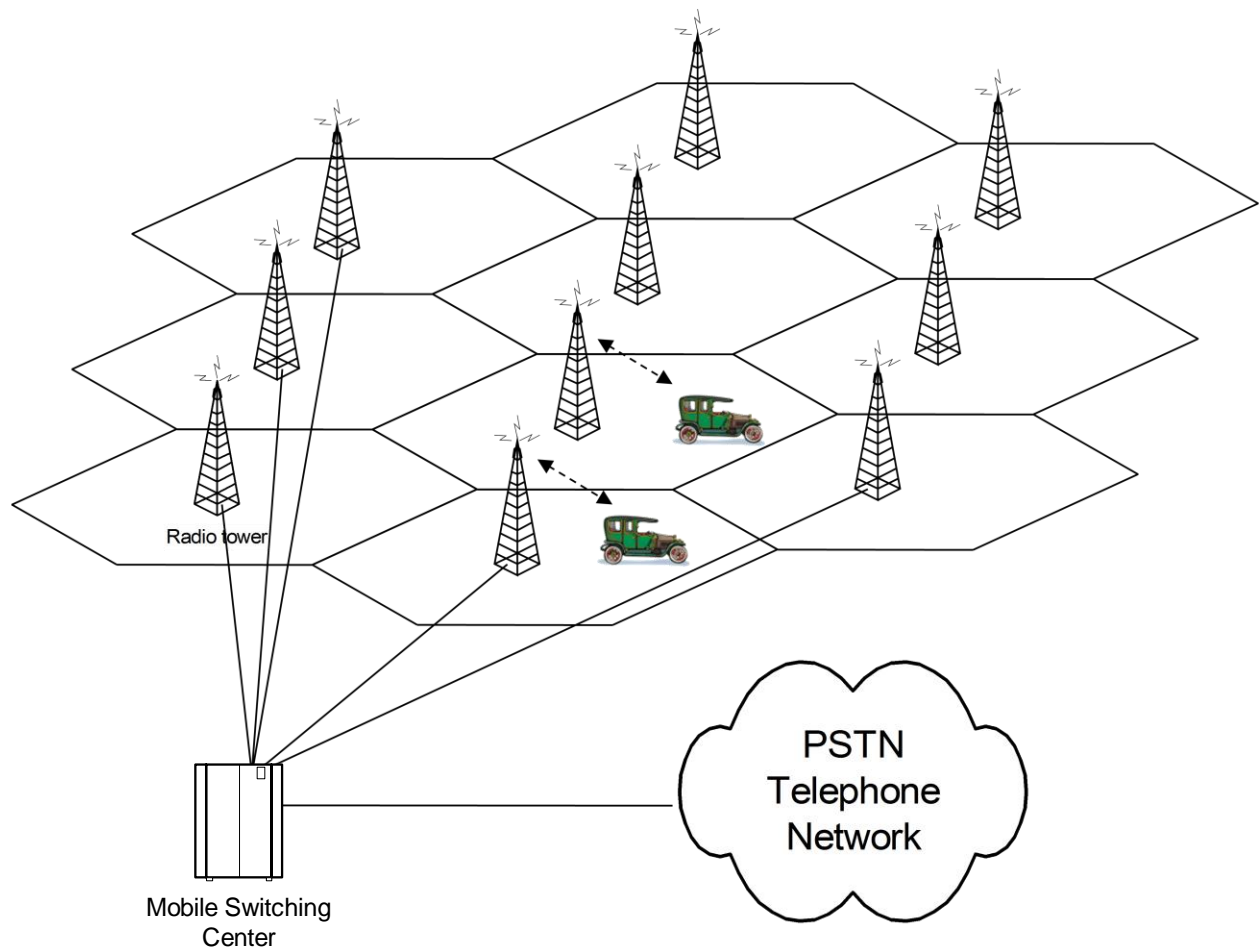 Radio tower
PSTN
Telephone
Network
Mobile Switching
Center